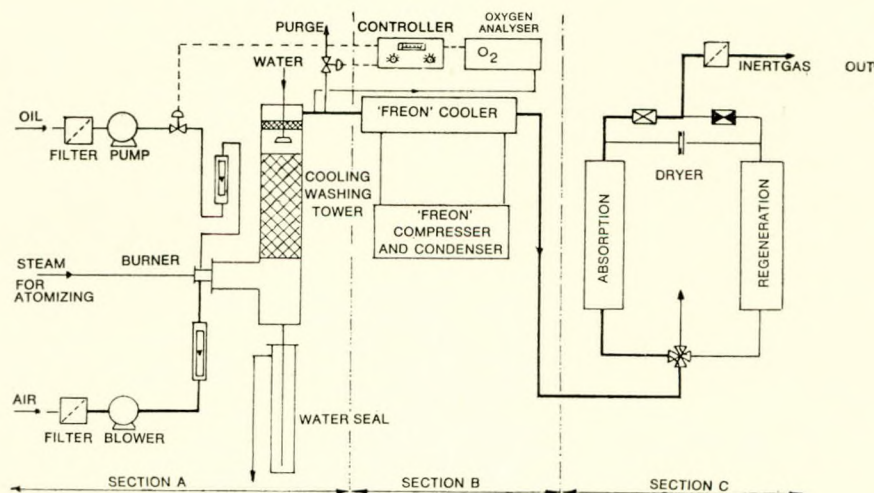 PURGE
CONTROLLER
OXYGEN
ANALYSER
O2
WATER
INERTGAS OUT
OIL
'FREON' COOLER
FILTER
PUMP
COOLING
WASHING
TOWER
DRYER
'FREON'
COMPRESSER
AND CONDENSER
ABSORPTION
REGENERATION
STEAM
FOR
ATOMIZING
BURNER
AIR
FILTER
BLOWER
WATER SEAL
SECTION A
SECTION B
SECTION C